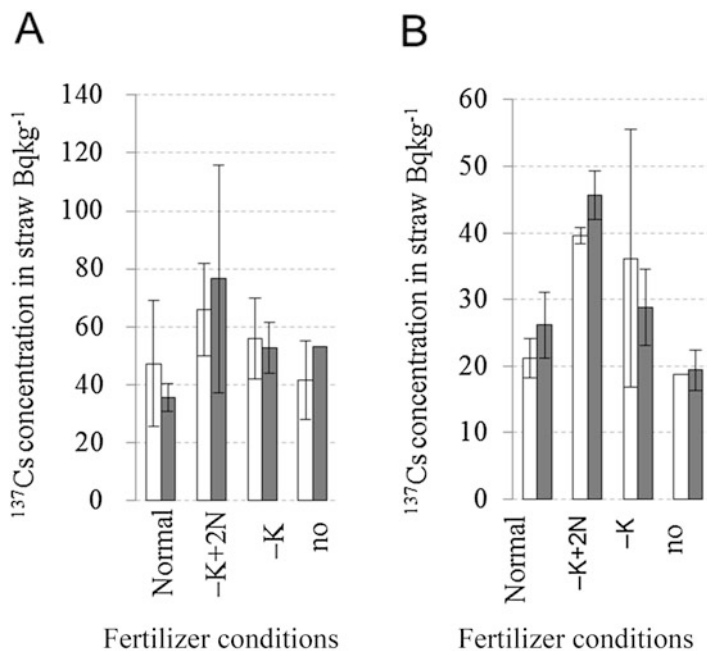 A
¹³⁷Cs concentration in straw Bqkg⁻¹
140
120
100
80
60
40
20
0
Normal
–K+2N
–K
no
Fertilizer conditions
B
¹³⁷Cs concentration in straw Bqkg⁻¹
60
50
40
30
20
10
0
Normal
–K+2N
–K
no
Fertilizer conditions